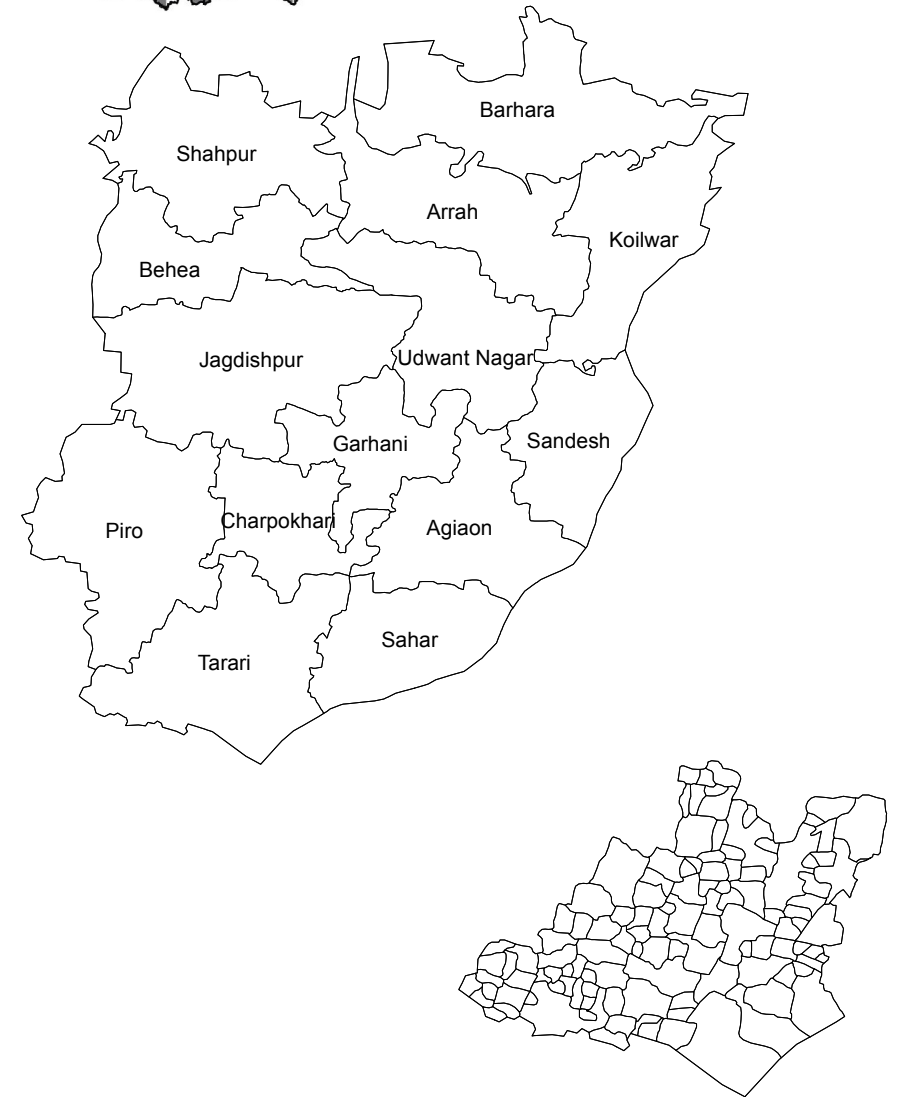 Barhara
Shahpur
Arrah
Koilwar
Behea
Jagdishpur
Udwant Nagar
Garhani
Sandesh
Charpokhari
Agiaon
Piro
Sahar
Tarari